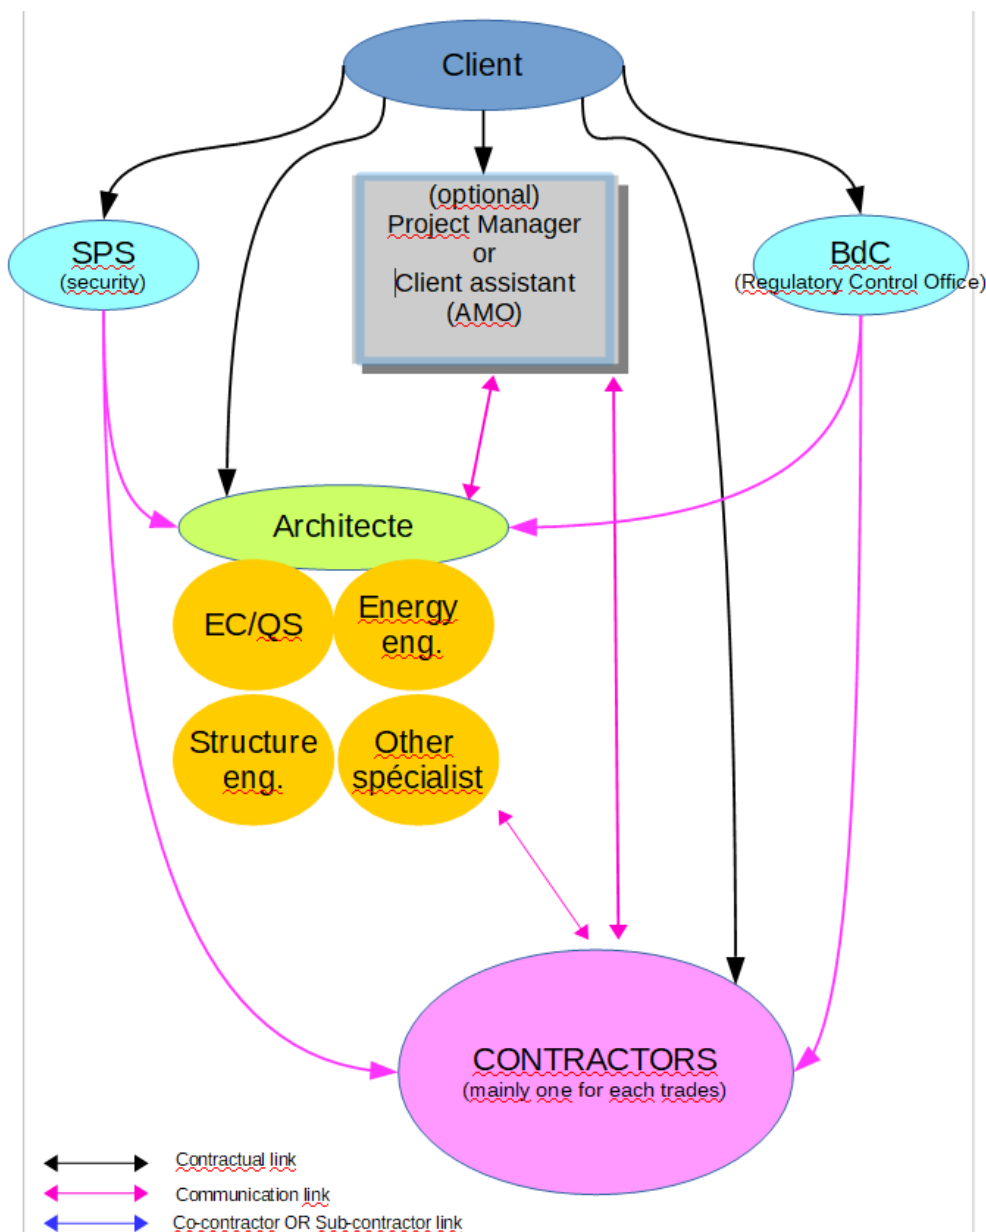 Client
(optional)
Project Manager
or
Client assistant
(AMO)
SPS
(security)
BdC
(Regulatory Control Office)
Architecte
EC/QS
Energy
eng.
Structure
eng.
Other
spécialist
CONTRACTORS
(mainly one for each trades)
Contractual link
Communication link
Co-contractor OR Sub-contractor link